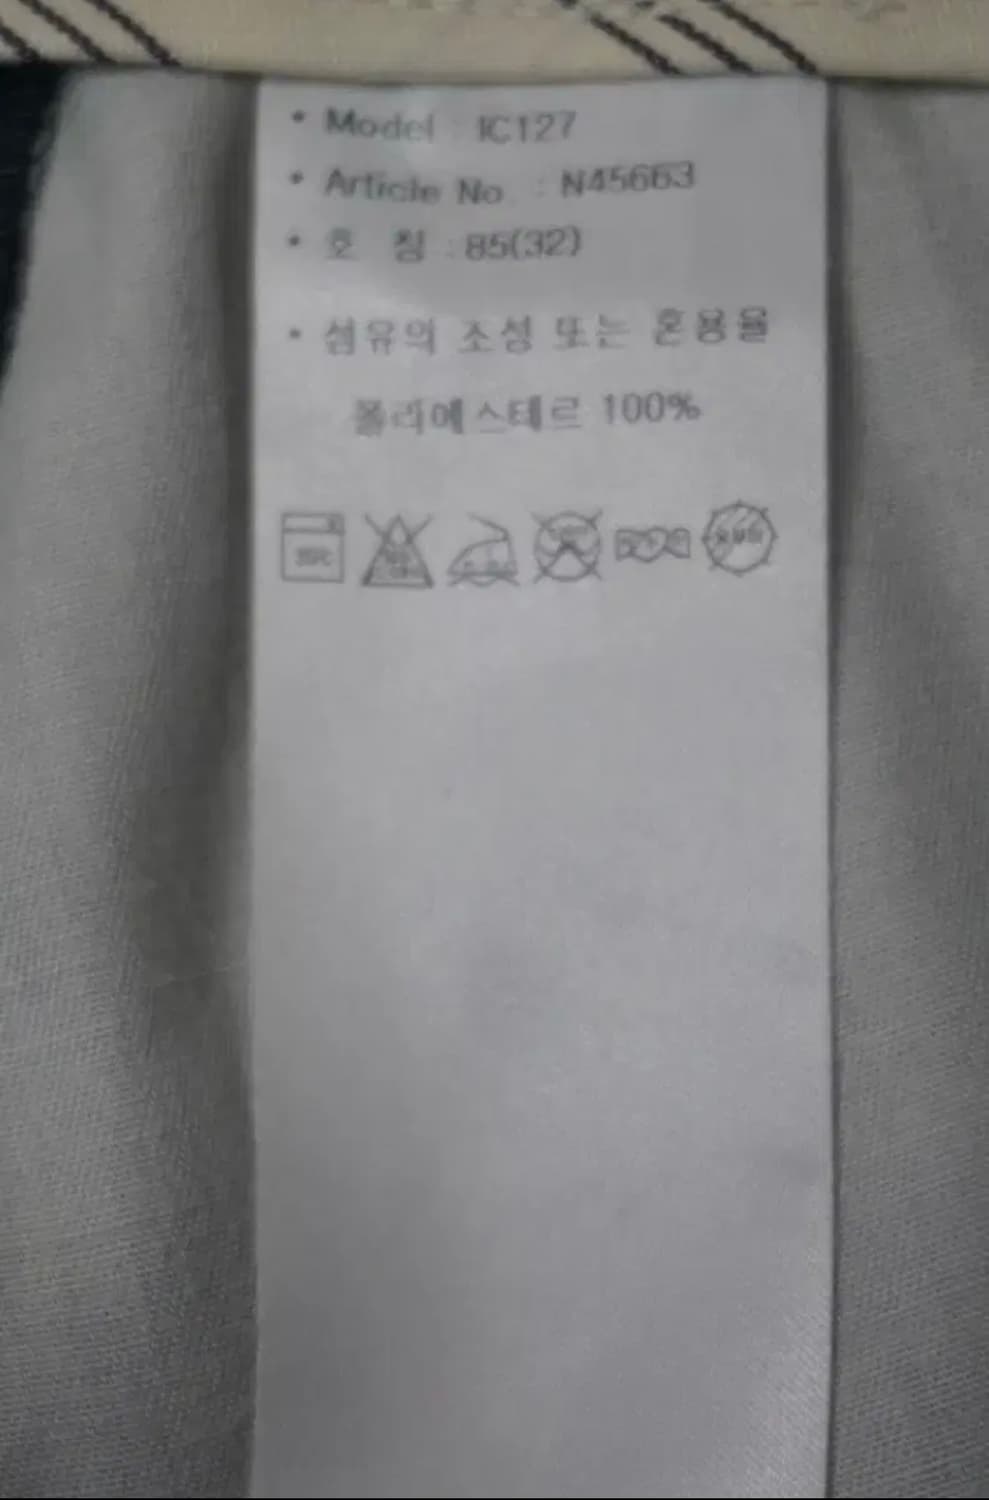 • Model : IC127
• Article No. : N45663
• 호 칭 : 85(32)
• 섬유의 조성 또는 혼용율
폴리에스테르 100%